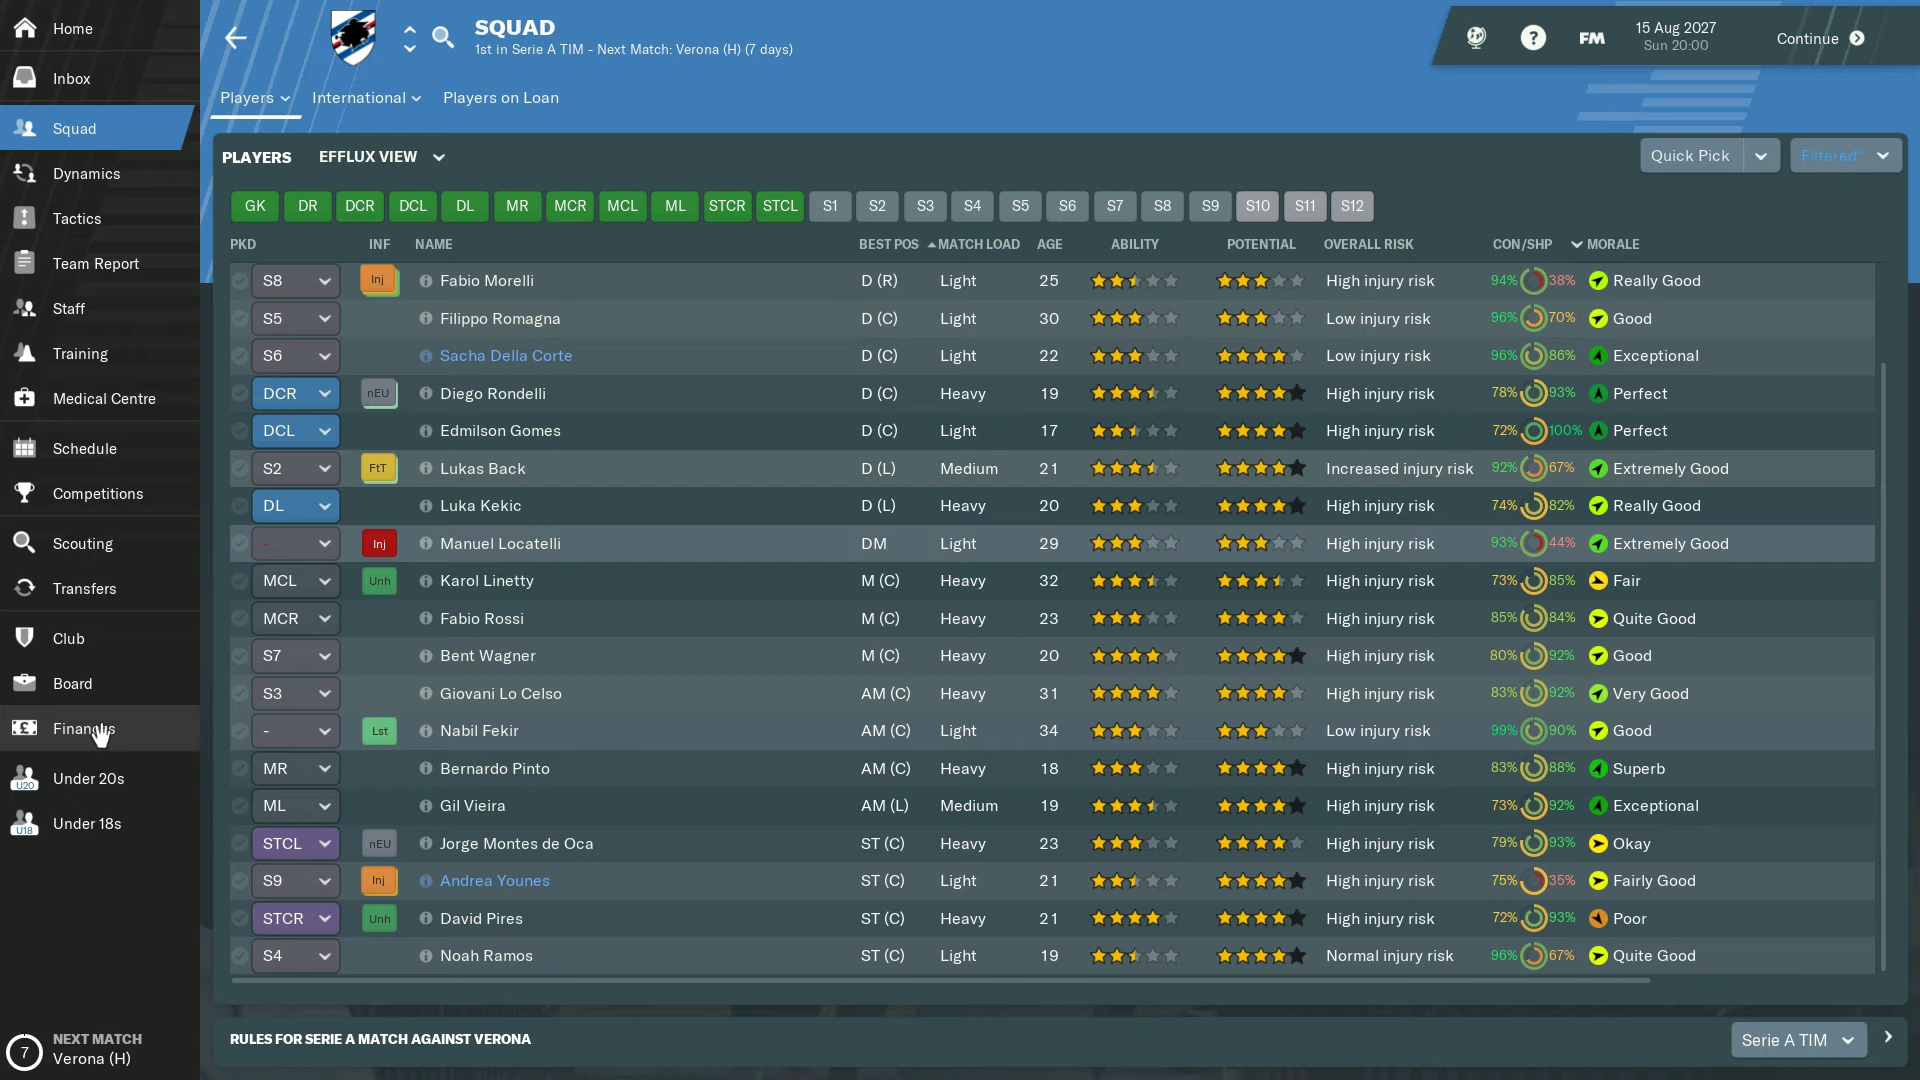 Home
Inbox
Squad
Dynamics
Tactics
Team Report
Staff
Training
Medical Centre
Schedule
Competitions
Scouting
Transfers
Club
Board
Finances
U20 Under 20s
U18 Under 18s
7 NEXT MATCH
Verona (H)
SQUAD
1st in Serie A TIM - Next Match: Verona (H) (7 days)
? FM 15 Aug 2027
Sun 20:00
Continue
Players International Players on Loan
PLAYERS EFFLUX VIEW Quick Pick Filtered*
GK DR DCR DCL DL MR MCR MCL ML STCR STCL S1 S2 S3 S4 S5 S6 S7 S8 S9 S10 S11 S12
PKD INF NAME BEST POS MATCH LOAD AGE ABILITY POTENTIAL OVERALL RISK CON/SHP MORALE
S8 Inj Fabio Morelli D (R) Light 25 High injury risk 94% 38% Really Good
S5 Filippo Romagna D (C) Light 30 Low injury risk 96% 70% Good
S6 Sacha Della Corte D (C) Light 22 Low injury risk 96% 86% Exceptional
DCR nEU Diego Rondelli D (C) Heavy 19 High injury risk 78% 93% Perfect
DCL Edmilson Gomes D (C) Light 17 High injury risk 72% 100% Perfect
S2 FtT Lukas Back D (L) Medium 21 Increased injury risk 92% 67% Extremely Good
DL Luka Kekic D (L) Heavy 20 High injury risk 74% 82% Really Good
- Inj Manuel Locatelli DM Light 29 High injury risk 93% 44% Extremely Good
MCL Unh Karol Linetty M (C) Heavy 32 High injury risk 73% 85% Fair
MCR Fabio Rossi M (C) Heavy 23 High injury risk 85% 84% Quite Good
S7 Bent Wagner M (C) Heavy 20 High injury risk 80% 92% Good
S3 Giovani Lo Celso AM (C) Heavy 31 High injury risk 83% 92% Very Good
- Lst Nabil Fekir AM (C) Light 34 Low injury risk 99% 90% Good
MR Bernardo Pinto AM (C) Heavy 18 High injury risk 83% 88% Superb
ML Gil Vieira AM (L) Medium 19 High injury risk 73% 92% Exceptional
STCL nEU Jorge Montes de Oca ST (C) Heavy 23 High injury risk 79% 93% Okay
S9 Inj Andrea Younes ST (C) Light 21 High injury risk 75% 35% Fairly Good
STCR Unh David Pires ST (C) Heavy 21 High injury risk 72% 93% Poor
S4 Noah Ramos ST (C) Light 19 Normal injury risk 96% 67% Quite Good
RULES FOR SERIE A MATCH AGAINST VERONA Serie A TIM